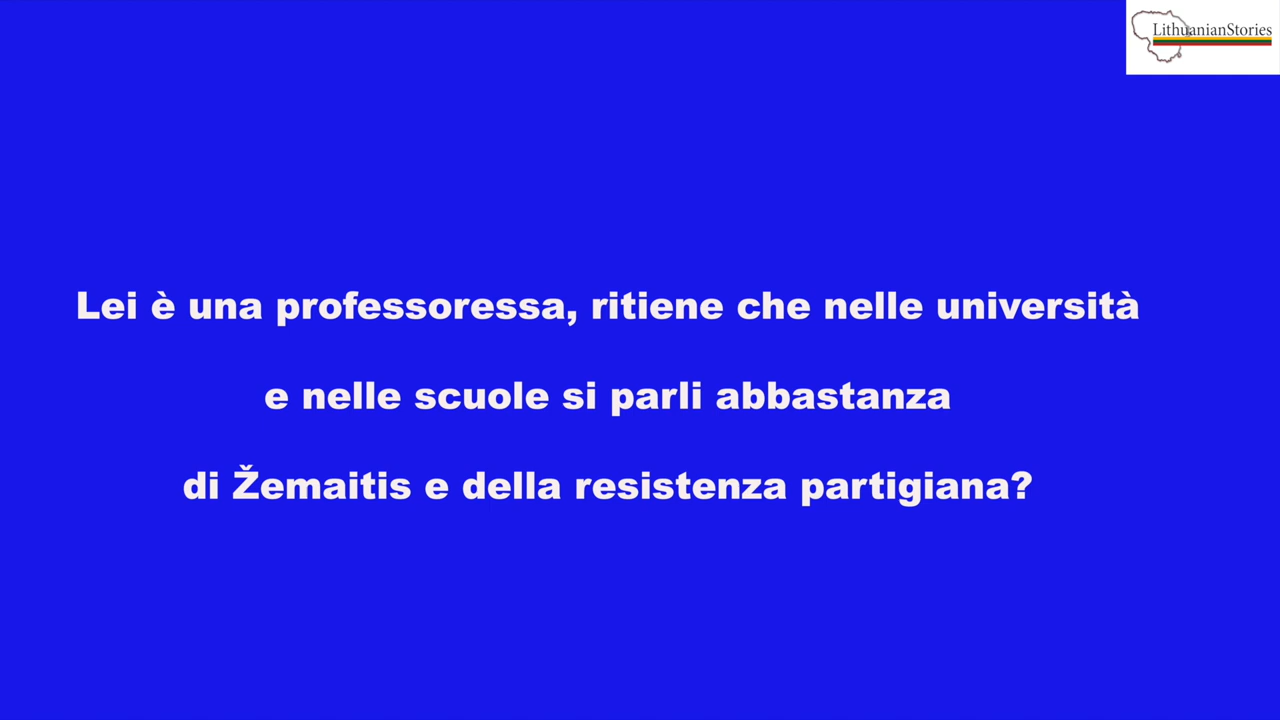 LithuanianStories
Lei è una professoressa, ritiene che nelle università
e nelle scuole si parli abbastanza
di Žemaitis e della resistenza partigiana?